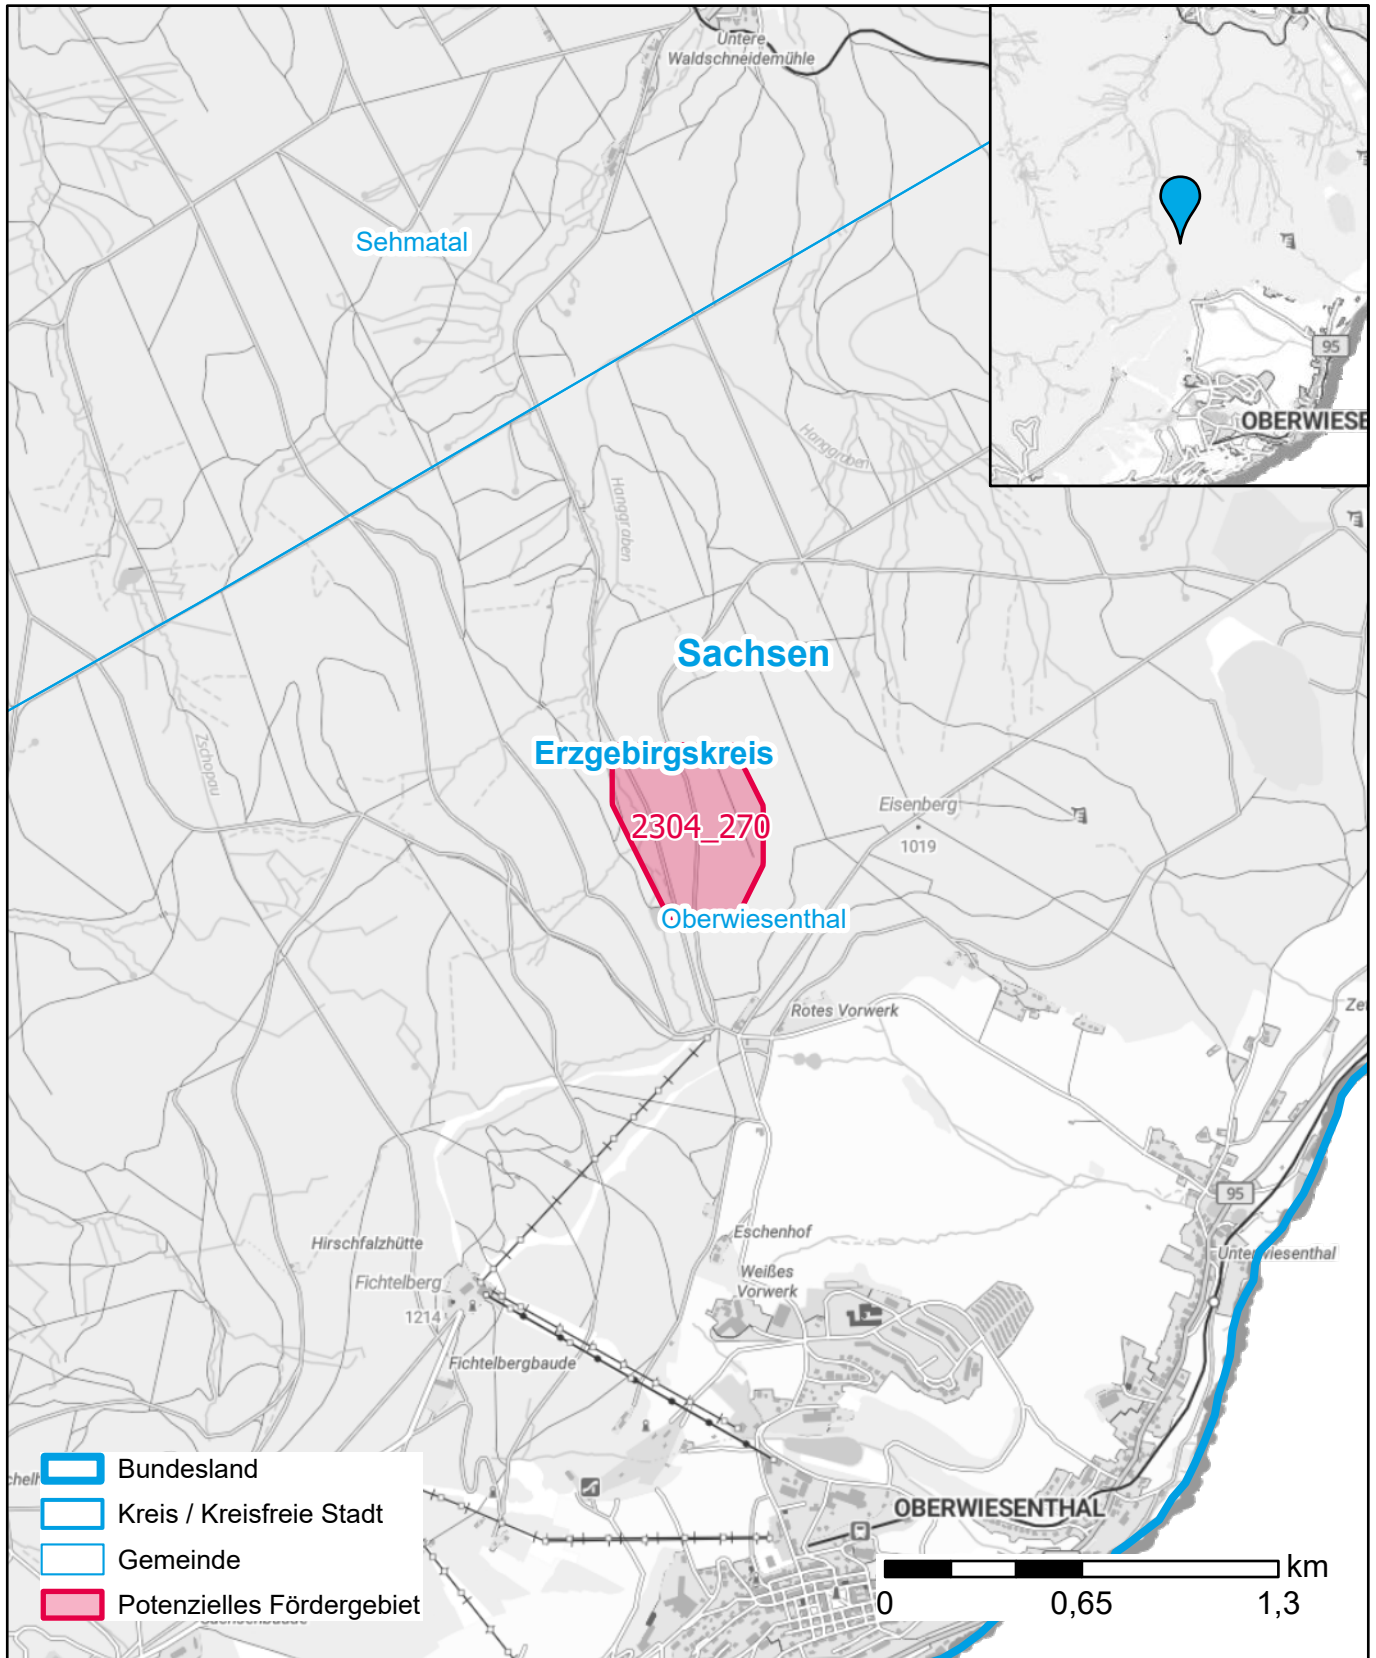 Untere
Waldschneidemühle
Sehmatal
95
OBERWIESE
Hanggraben
Hanggraben
Sachsen
Zschopau
Erzgebirgskreis
2304_270
Eisenberg
1019
Oberwiesenthal
Rotes Vorwerk
95
Eschenhof
Unterwiesenthal
Hirschfalzhütte
Weißes
Vorwerk
Fichtelberg
1214
Fichtelbergbaude
OBERWIESENTHAL
Bundesland
Kreis / Kreisfreie Stadt
Gemeinde
Potenzielles Fördergebiet
km
0
0,65
1,3